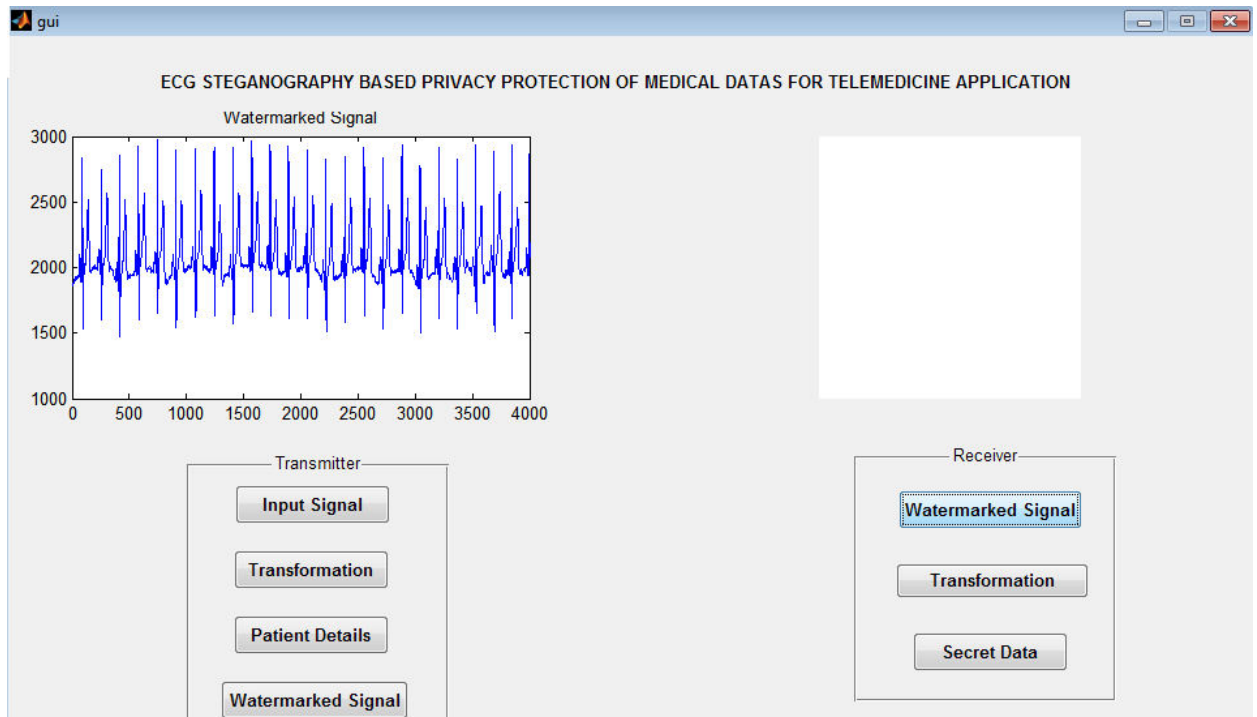 gui
ECG STEGANOGRAPHY BASED PRIVACY PROTECTION OF MEDICAL DATAS FOR TELEMEDICINE APPLICATION
Watermarked Signal
3000
2500
2000
1500
1000
0 500 1000 1500 2000 2500 3000 3500 4000
Transmitter
Input Signal
Transformation
Patient Details
Watermarked Signal
Receiver
Watermarked Signal
Transformation
Secret Data